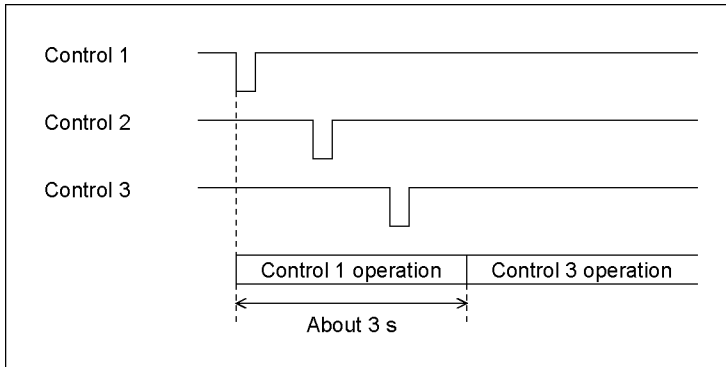 Control 1
Control 2
Control 3
Control 1 operation
Control 3 operation
About 3 s